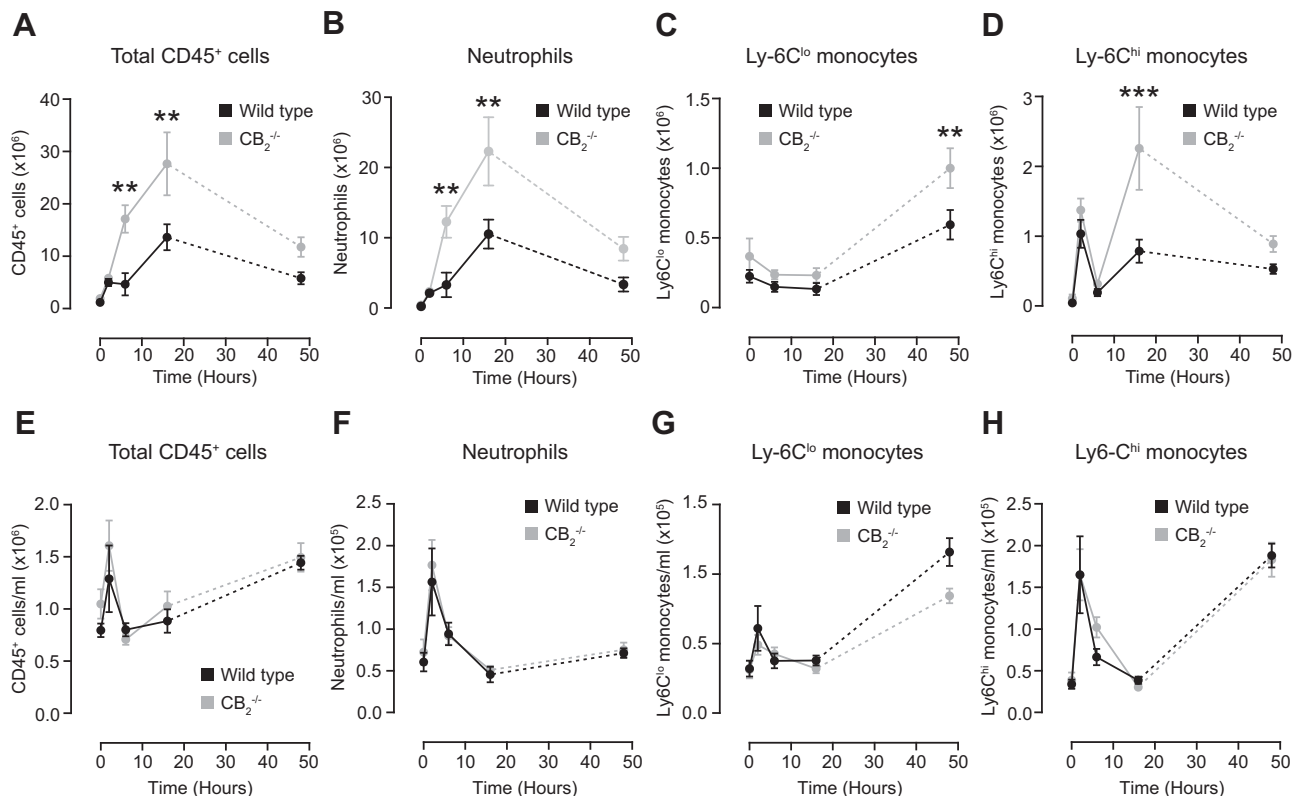 A
Total CD45⁺ cells
CD45⁺ cells (x10⁶)
40
30
20
10
0
** **
Wild type
CB₂⁻/⁻
0 10 20 30 40 50
Time (Hours)
B
Neutrophils
Neutrophils (x10⁶)
30
20
10
0
** **
Wild type
CB₂⁻/⁻
0 10 20 30 40 50
Time (Hours)
C
Ly-6Cˡᵒ monocytes
Ly6Cˡᵒ monocytes (x10⁶)
1.5
1.0
0.5
0
**
Wild type
CB₂⁻/⁻
0 10 20 30 40 50
Time (Hours)
D
Ly-6Cʰⁱ monocytes
Ly6Cʰⁱ monocytes (x10⁶)
3
2
1
0
***
Wild type
CB₂⁻/⁻
0 10 20 30 40 50
Time (Hours)
E
Total CD45⁺ cells
CD45⁺ cells/ml (x10⁶)
2.0
1.5
1.0
0.5
0.0
Wild type
CB₂⁻/⁻
0 10 20 30 40 50
Time (Hours)
F
Neutrophils
Neutrophils/ml (x10⁵)
2.5
2.0
1.5
1.0
0.5
0.0
Wild type
CB₂⁻/⁻
0 10 20 30 40 50
Time (Hours)
G
Ly-6Cˡᵒ monocytes
Ly6Cˡᵒ monocytes/ml (x10⁵)
1.5
1.5
0.5
0.0
Wild type
CB₂⁻/⁻
0 10 20 30 40 50
Time (Hours)
H
Ly6-Cʰⁱ monocytes
Ly6Cʰⁱ monocytes/ml (x10⁵)
2.5
2.0
1.5
1.0
0.5
0.0
Wild type
CB₂⁻/⁻
0 10 20 30 40 50
Time (Hours)